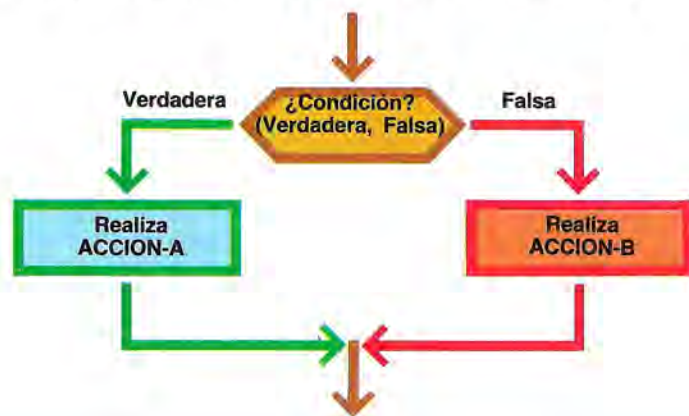 ¿Condición?
Verdadera
(Verdadera, Falsa)
Falsa
Realiza
ACCION-A
Realiza
ACCION-B